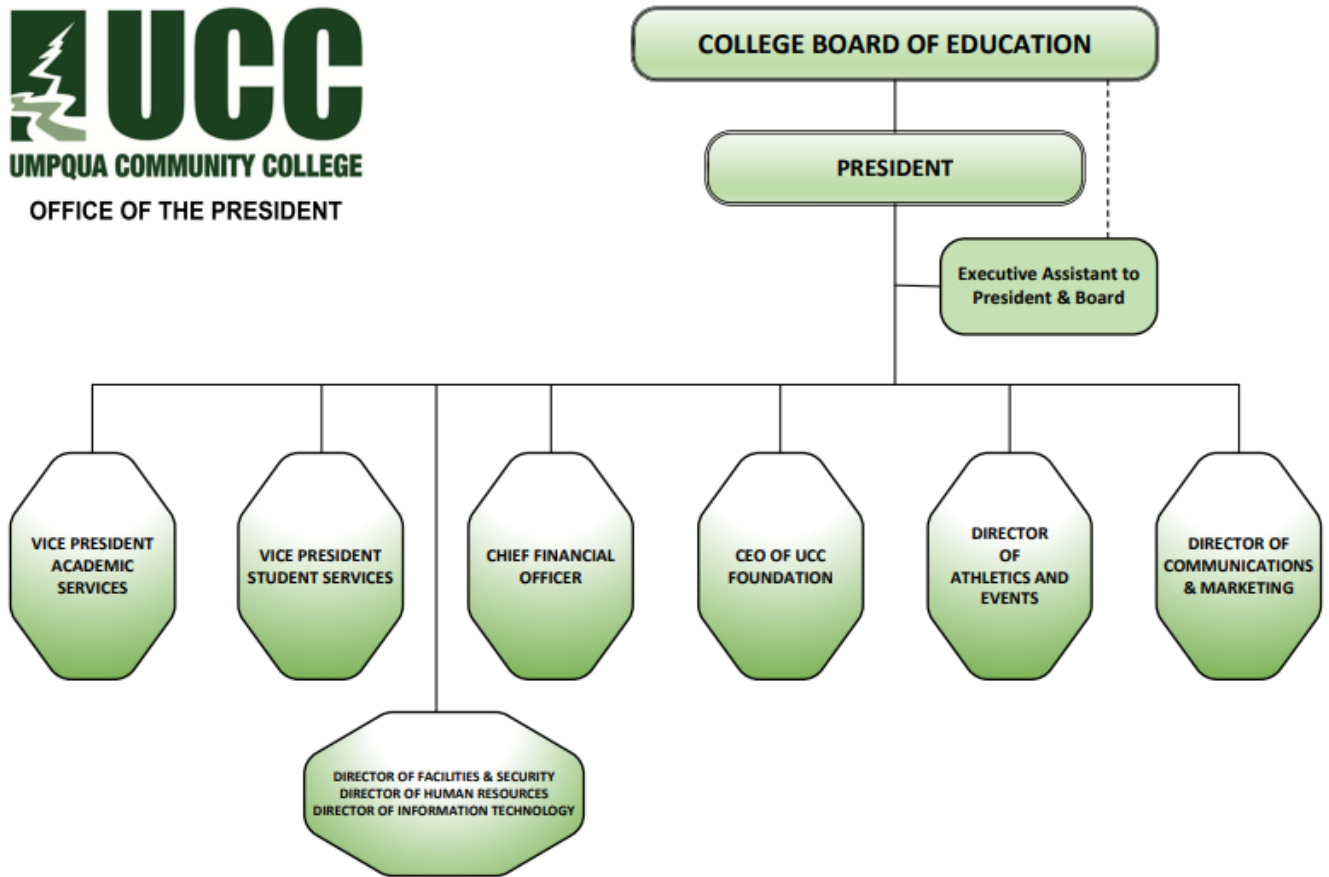 UCC
UMPQUA COMMUNITY COLLEGE
OFFICE OF THE PRESIDENT
COLLEGE BOARD OF EDUCATION
PRESIDENT
Executive Assistant to
President & Board
VICE PRESIDENT
ACADEMIC
SERVICES
VICE PRESIDENT
STUDENT SERVICES
CHIEF FINANCIAL
OFFICER
CEO OF UCC
FOUNDATION
DIRECTOR
OF
ATHLETICS AND
EVENTS
DIRECTOR OF
COMMUNICATIONS
& MARKETING
DIRECTOR OF FACILITIES & SECURITY
DIRECTOR OF HUMAN RESOURCES
DIRECTOR OF INFORMATION TECHNOLOGY